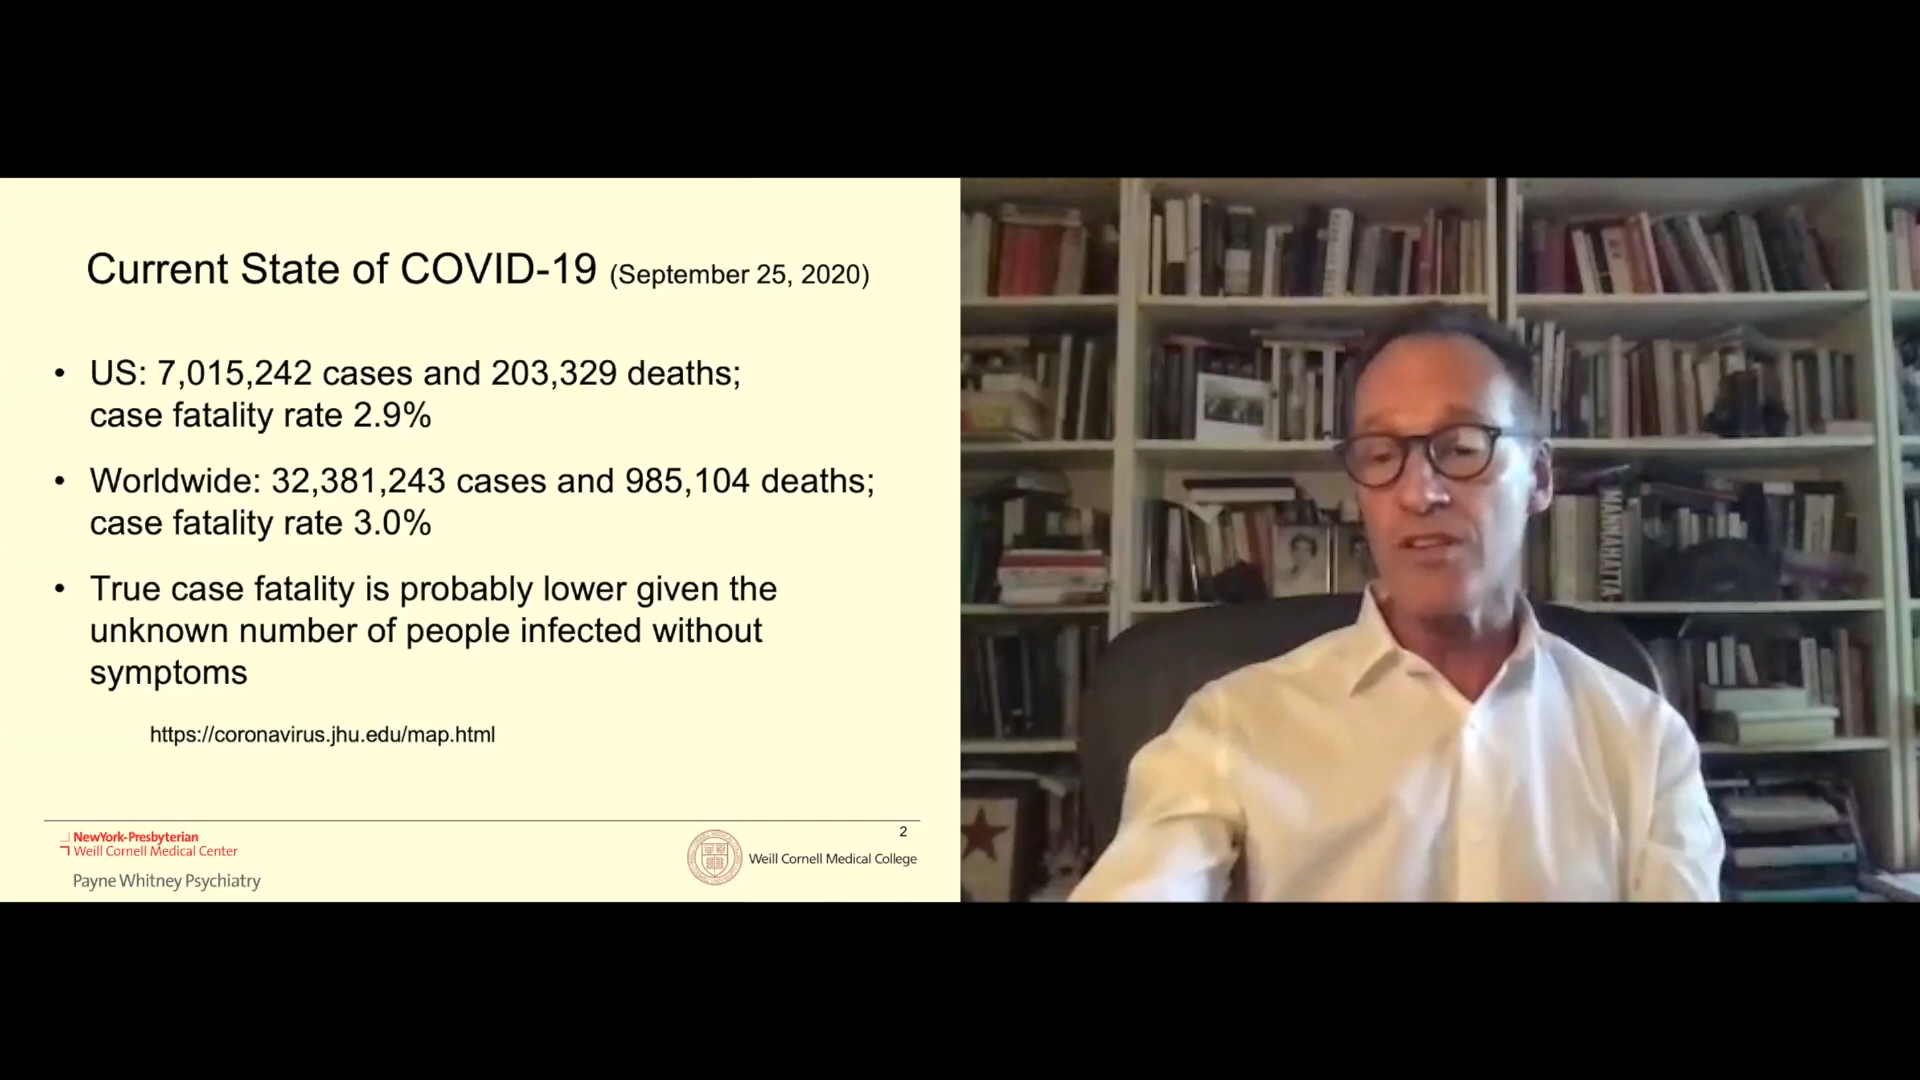 Current State of COVID-19 (September 25, 2020)
• US: 7,015,242 cases and 203,329 deaths;
case fatality rate 2.9%
• Worldwide: 32,381,243 cases and 985,104 deaths;
case fatality rate 3.0%
• True case fatality is probably lower given the
unknown number of people infected without
symptoms
https://coronavirus.jhu.edu/map.html
2
NewYork-Presbyterian
Weill Cornell Medical Center
Payne Whitney Psychiatry
Weill Cornell Medical College
MANNAHATTA